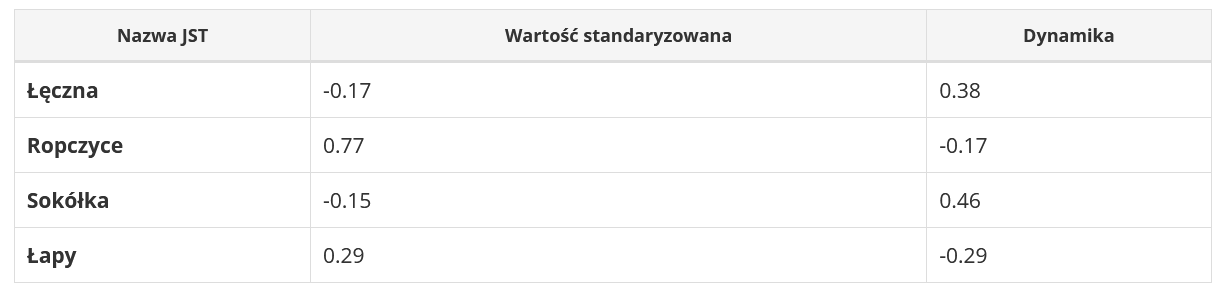 Nazwa JST Wartość standaryzowana Dynamika
Łęczna -0.17 0.38
Ropczyce 0.77 -0.17
Sokółka -0.15 0.46
Łapy 0.29 -0.29